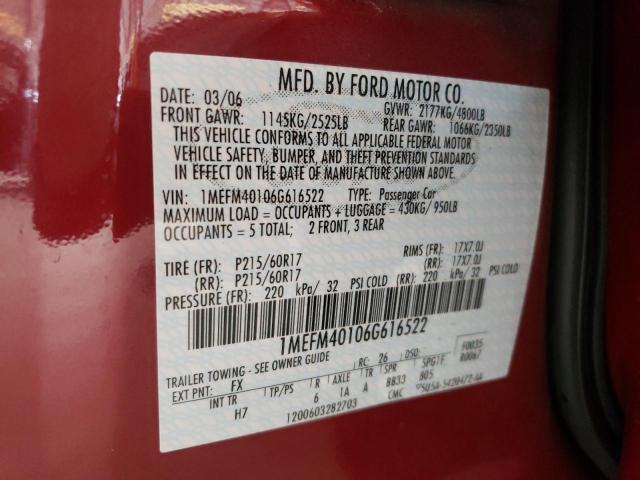 MFD. BY FORD MOTOR CO.
DATE: 03/06 GVWR: 2177KG/4800LB
FRONT GAWR: 1145KG/2525LB REAR GAWR: 1066KG/2350LB
THIS VEHICLE CONFORMS TO ALL APPLICABLE FEDERAL MOTOR
VEHICLE SAFETY, BUMPER, AND THEFT PREVENTION STANDARDS
IN EFFECT ON THE DATE OF MANUFACTURE SHOWN ABOVE.
VIN: 1MEFM40106G616522 TYPE: Passenger Car
MAXIMUM LOAD = OCCUPANTS + LUGGAGE = 430KG/ 950LB
OCCUPANTS: 5 TOTAL; 2 FRONT, 3 REAR
TIRE (FR): P215/60R17 RIMS (FR): 17X7.0J
(RR): P215/60R17 (RR): 17X7.0J
PRESSURE (FR): 220 kPa/ 32 PSI COLD (RR): 220 kPa/ 32 PSI COLD
1MEFM40106G616522
TRAILER TOWING - SEE OWNER GUIDE RC: 26 DSO: F0035
R0067
EXT PNT: FX
INT TR TP/PS R AXLE TR SPR SPGTF
H7 6 1A A BB33 BD5
1200603282703 CMC